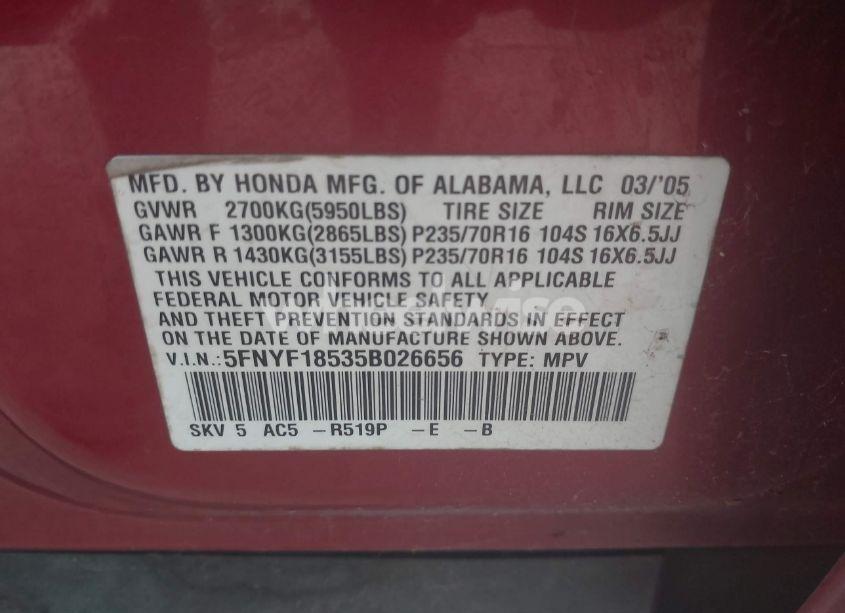 MFD. BY HONDA MFG. OF ALABAMA, LLC 03/'05
GVWR 2700KG(5950LBS) TIRE SIZE RIM SIZE
GAWR F 1300KG(2865LBS) P235/70R16 104S 16X6.5JJ
GAWR R 1430KG(3155LBS) P235/70R16 104S 16X6.5JJ
THIS VEHICLE CONFORMS TO ALL APPLICABLE
FEDERAL MOTOR VEHICLE SAFETY
AND THEFT PREVENTION STANDARDS IN EFFECT
ON THE DATE OF MANUFACTURE SHOWN ABOVE.
V.I.N.: 5FNYF18535B026656 TYPE: MPV
SKV 5 AC5 -R519P -E -B